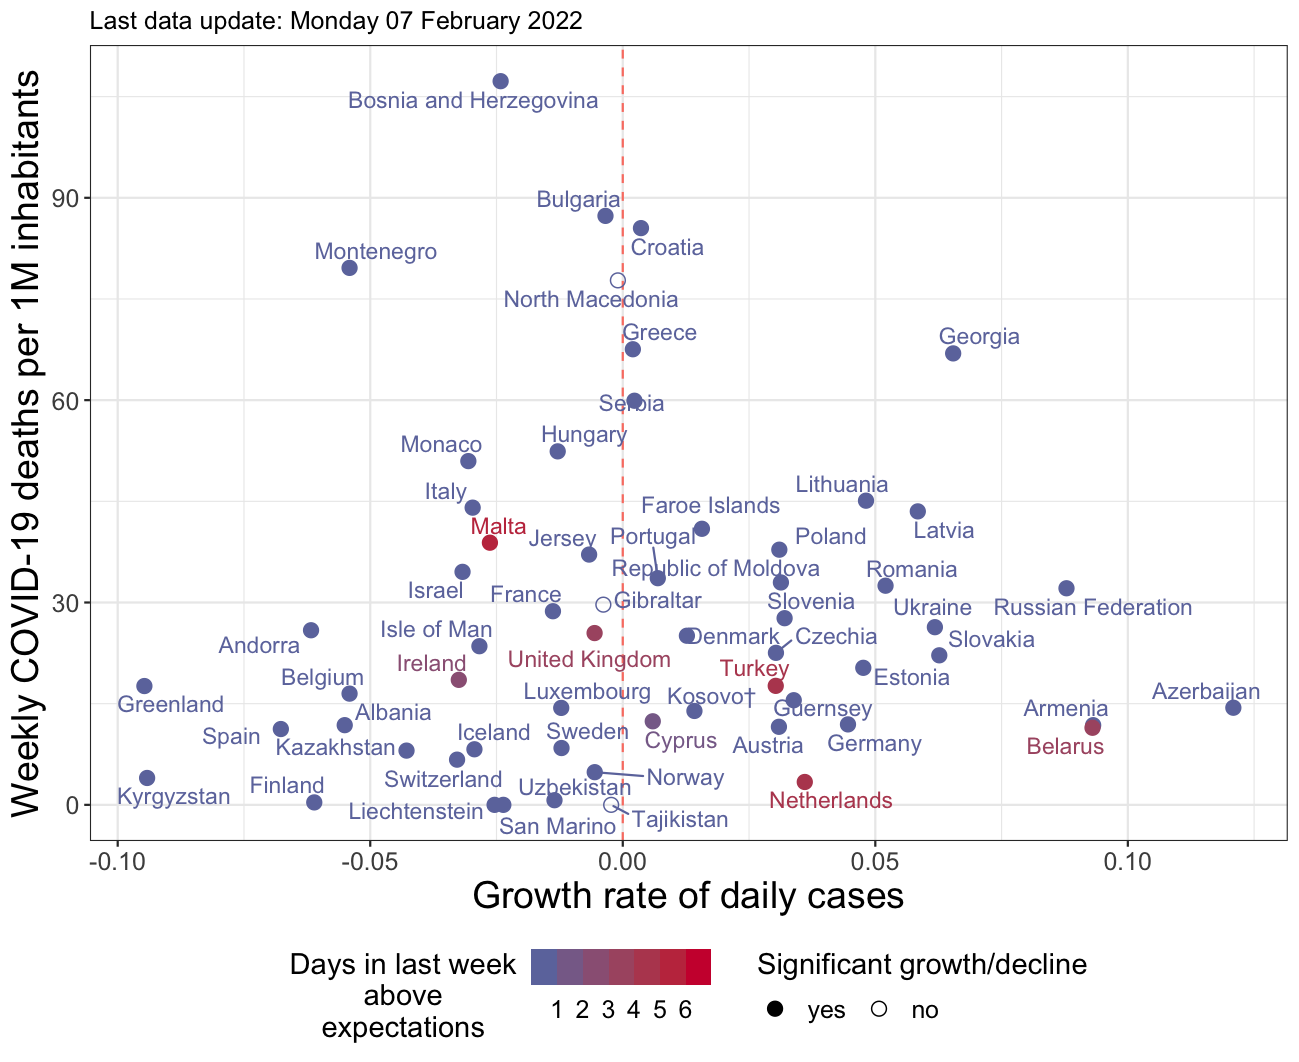 Last data update: Monday 07 February 2022
Weekly COVID-19 deaths per 1M inhabitants
90
60
30
0
Bosnia and Herzegovina
Bulgaria
Croatia
Montenegro
North Macedonia
Greece
Georgia
Serbia
Hungary
Monaco
Italy
Lithuania
Faroe Islands
Malta
Latvia
Jersey
Portugal
Poland
Republic of Moldova
Romania
Israel
France
Gibraltar
Slovenia
Ukraine
Russian Federation
Isle of Man
Andorra
Denmark
Czechia
Slovakia
Ireland
United Kingdom
Turkey
Belgium
Estonia
Luxembourg
Kosovo†
Azerbaijan
Greenland
Albania
Guernsey
Armenia
Spain
Kazakhstan
Iceland
Sweden
Cyprus
Austria
Germany
Belarus
Switzerland
Norway
Finland
Uzbekistan
Kyrgyzstan
Netherlands
Liechtenstein
San Marino
Tajikistan
-0.10
-0.05
0.00
0.05
0.10
Growth rate of daily cases
Days in last week
above
expectations
1 2 3 4 5 6
Significant growth/decline
yes
no